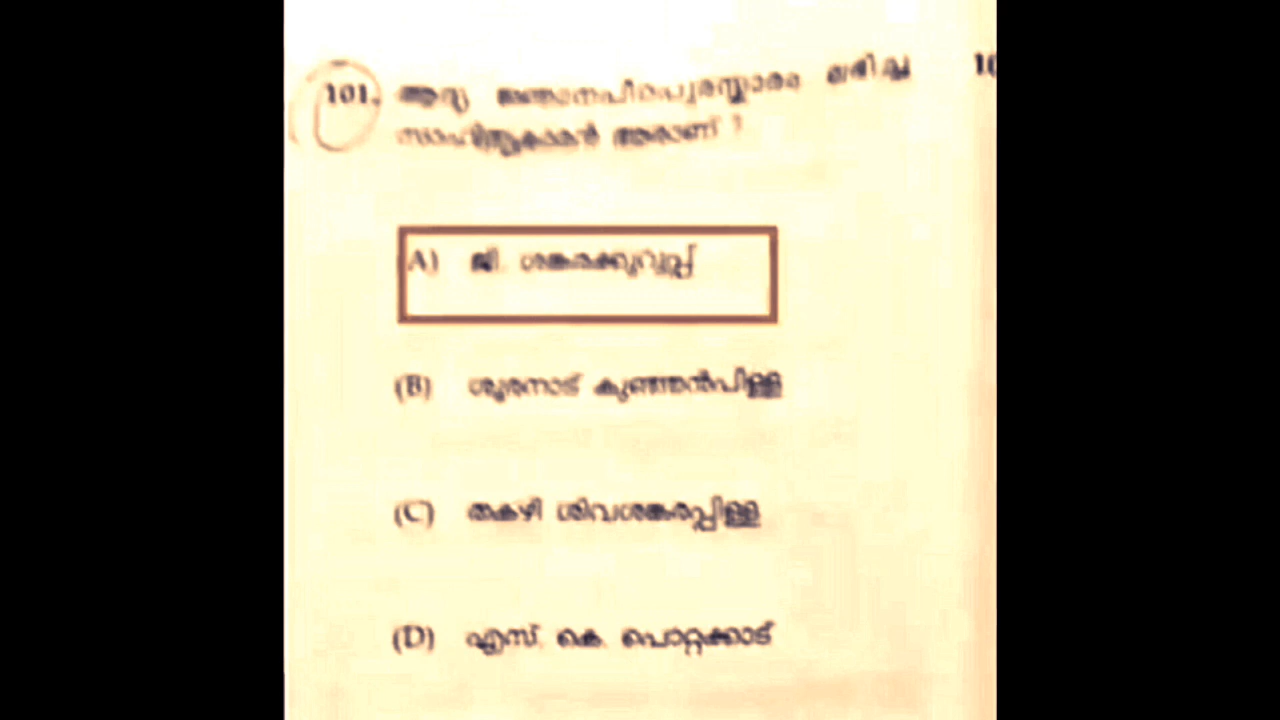 101. ആദ്യ ജ്ഞാനപീഠപുരസ്കാരം ലഭിച്ച
സാഹിത്യകാരൻ ആരാണ് ?
A) ജി. ശങ്കരക്കുറുപ്പ്
(B) ശൂരനാട് കുഞ്ഞൻപിള്ള
(C) തകഴി ശിവശങ്കരപ്പിള്ള
(D) എസ്. കെ. പൊറ്റക്കാട്